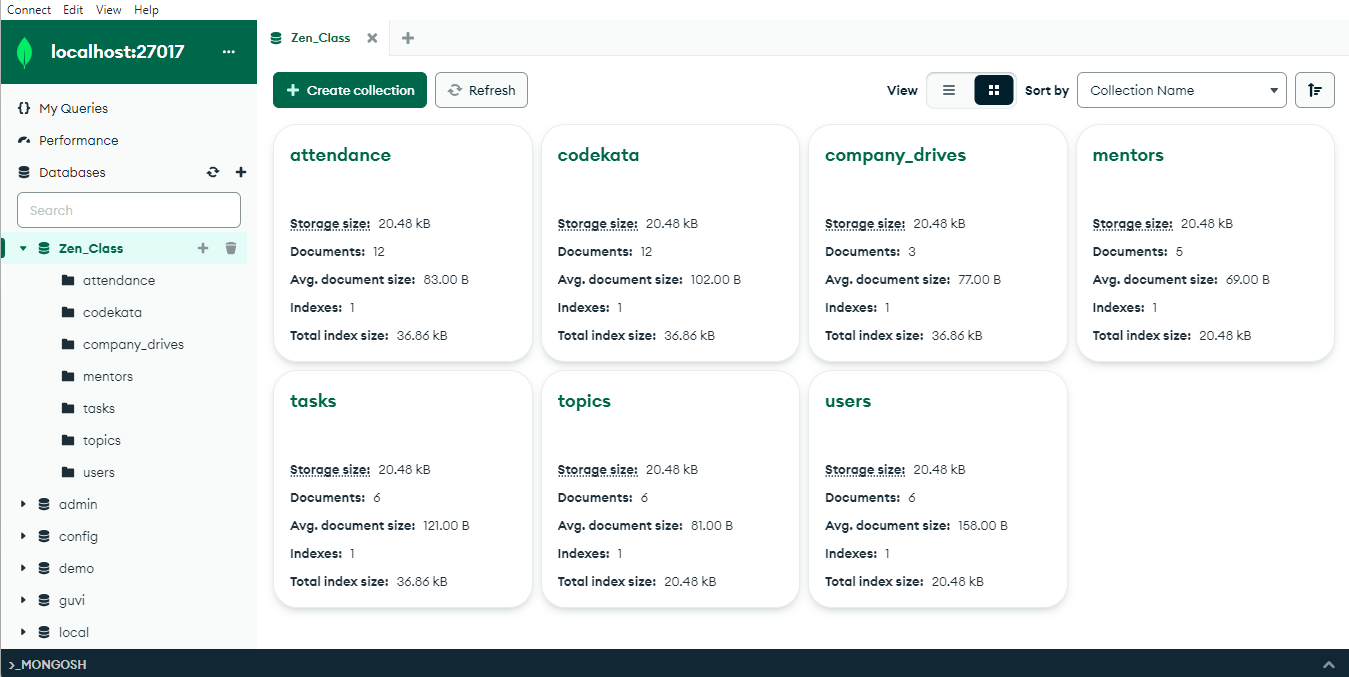 Connect Edit View Help
localhost:27017 ...
{} My Queries
Performance
Databases
Search
Zen_Class
attendance
codekata
company_drives
mentors
tasks
topics
users
admin
config
demo
guvi
local
Zen_Class
Create collection Refresh View Sort by Collection Name
attendance
Storage size: 20.48 kB
Documents: 12
Avg. document size: 83.00 B
Indexes: 1
Total index size: 36.86 kB
codekata
Storage size: 20.48 kB
Documents: 12
Avg. document size: 102.00 B
Indexes: 1
Total index size: 36.86 kB
company_drives
Storage size: 20.48 kB
Documents: 3
Avg. document size: 77.00 B
Indexes: 1
Total index size: 36.86 kB
mentors
Storage size: 20.48 kB
Documents: 5
Avg. document size: 69.00 B
Indexes: 1
Total index size: 20.48 kB
tasks
Storage size: 20.48 kB
Documents: 6
Avg. document size: 121.00 B
Indexes: 1
Total index size: 36.86 kB
topics
Storage size: 20.48 kB
Documents: 6
Avg. document size: 81.00 B
Indexes: 1
Total index size: 20.48 kB
users
Storage size: 20.48 kB
Documents: 6
Avg. document size: 158.00 B
Indexes: 1
Total index size: 20.48 kB
>_MONGOSH